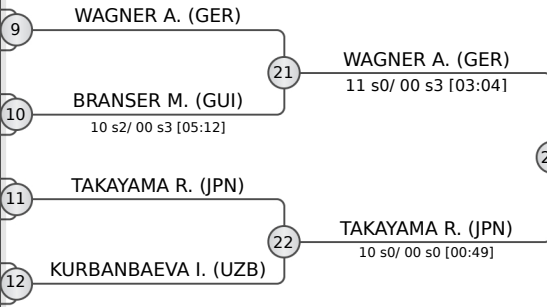 WAGNER A. (GER)
9
21
WAGNER A. (GER)
11 s0/ 00 s3 [03:04]
BRANSER M. (GUI)
10
10 s2/ 00 s3 [05:12]
TAKAYAMA R. (JPN)
11
22
TAKAYAMA R. (JPN)
10 s0/ 00 s0 [00:49]
KURBANBAEVA I. (UZB)
12